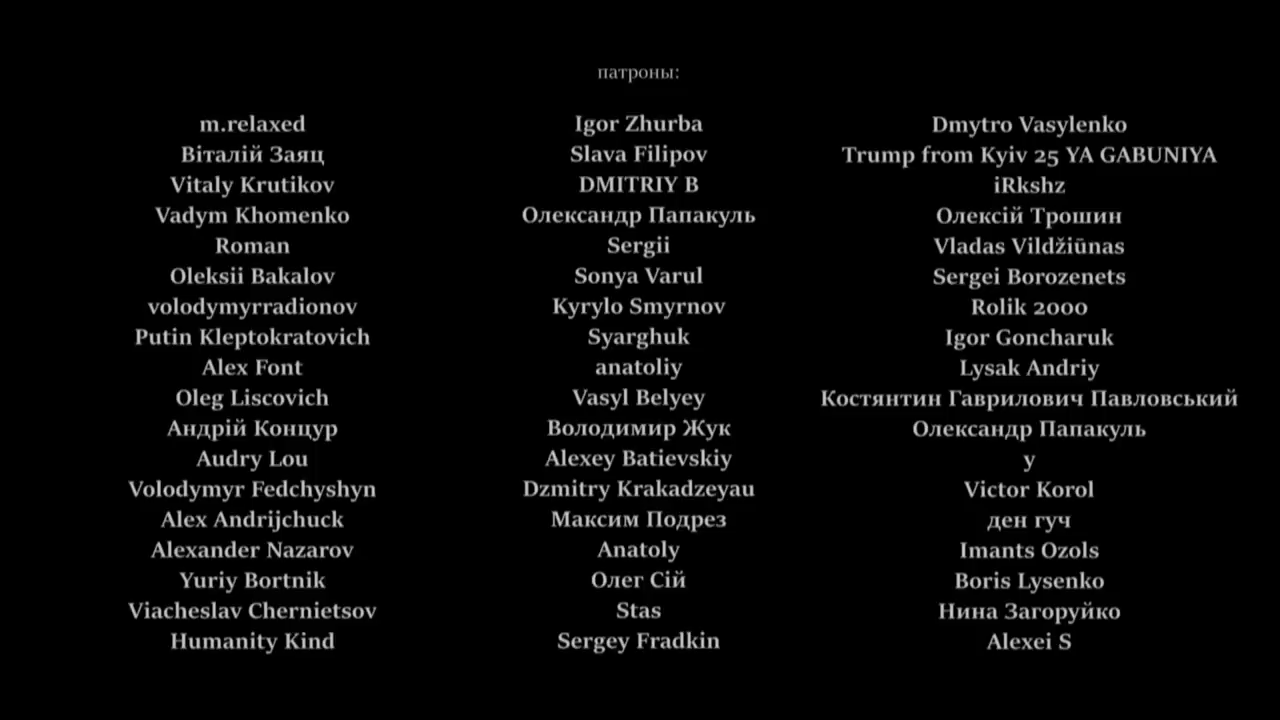 патроны:
m.relaxed
Віталій Заяц
Vitaly Krutikov
Vadym Khomenko
Roman
Oleksii Bakalov
volodymyrradionov
Putin Kleptokratovich
Alex Font
Oleg Liscovich
Андрій Концур
Audry Lou
Volodymyr Fedchyshyn
Alex Andrijchuck
Alexander Nazarov
Yuriy Bortnik
Viacheslav Chernietsov
Humanity Kind
Igor Zhurba
Slava Filipov
DMITRIY B
Олександр Папакуль
Sergii
Sonya Varul
Kyrylo Smyrnov
Syarghuk
anatoliy
Vasyl Belyey
Володимир Жук
Alexey Batievskiy
Dzmitry Krakadzeyau
Максим Подрез
Anatoly
Олег Сій
Stas
Sergey Fradkin
Dmytro Vasylenko
Trump from Kyiv 25 YA GABUNIYA
iRkshz
Олексій Трошин
Vladas Vildžiūnas
Sergei Borozenets
Rolik 2000
Igor Goncharuk
Lysak Andriy
Костянтин Гаврилович Павловський
Олександр Папакуль
y
Victor Korol
ден гуч
Imants Ozols
Boris Lysenko
Нина Загоруйко
Alexei S